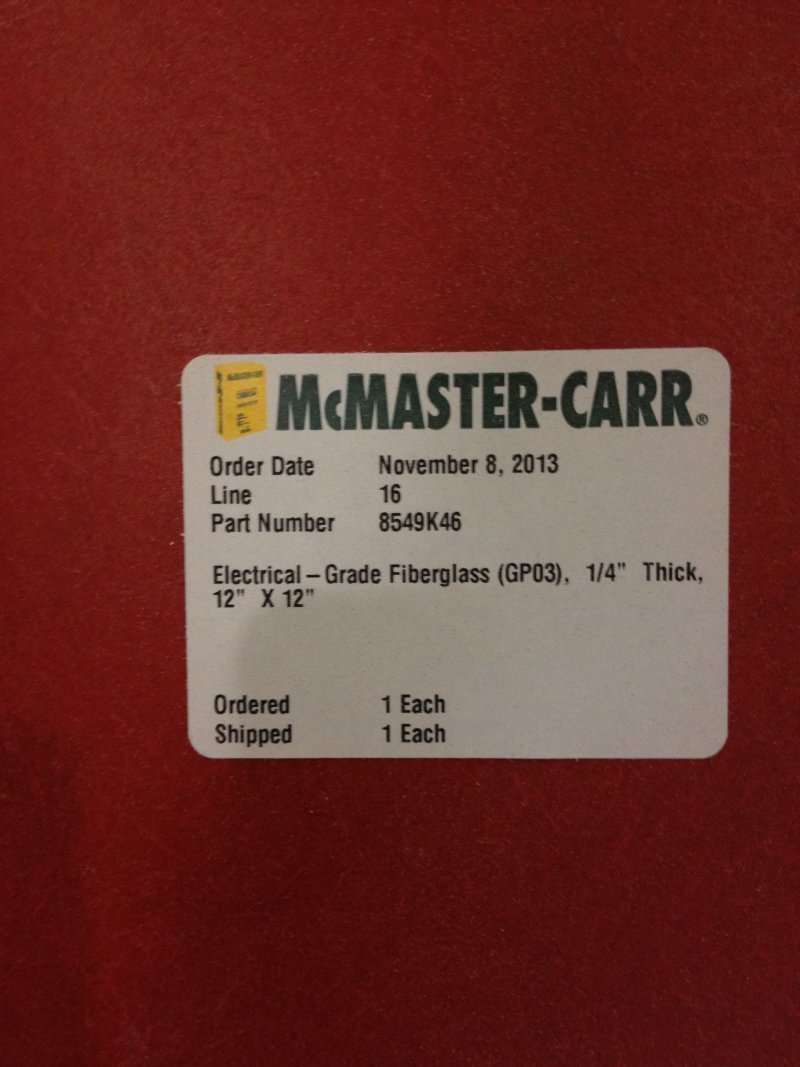 McMASTER-CARR®
Order Date November 8, 2013
Line 16
Part Number 8549K46
Electrical – Grade Fiberglass (GP03), 1/4" Thick,
12" X 12"
Ordered 1 Each
Shipped 1 Each